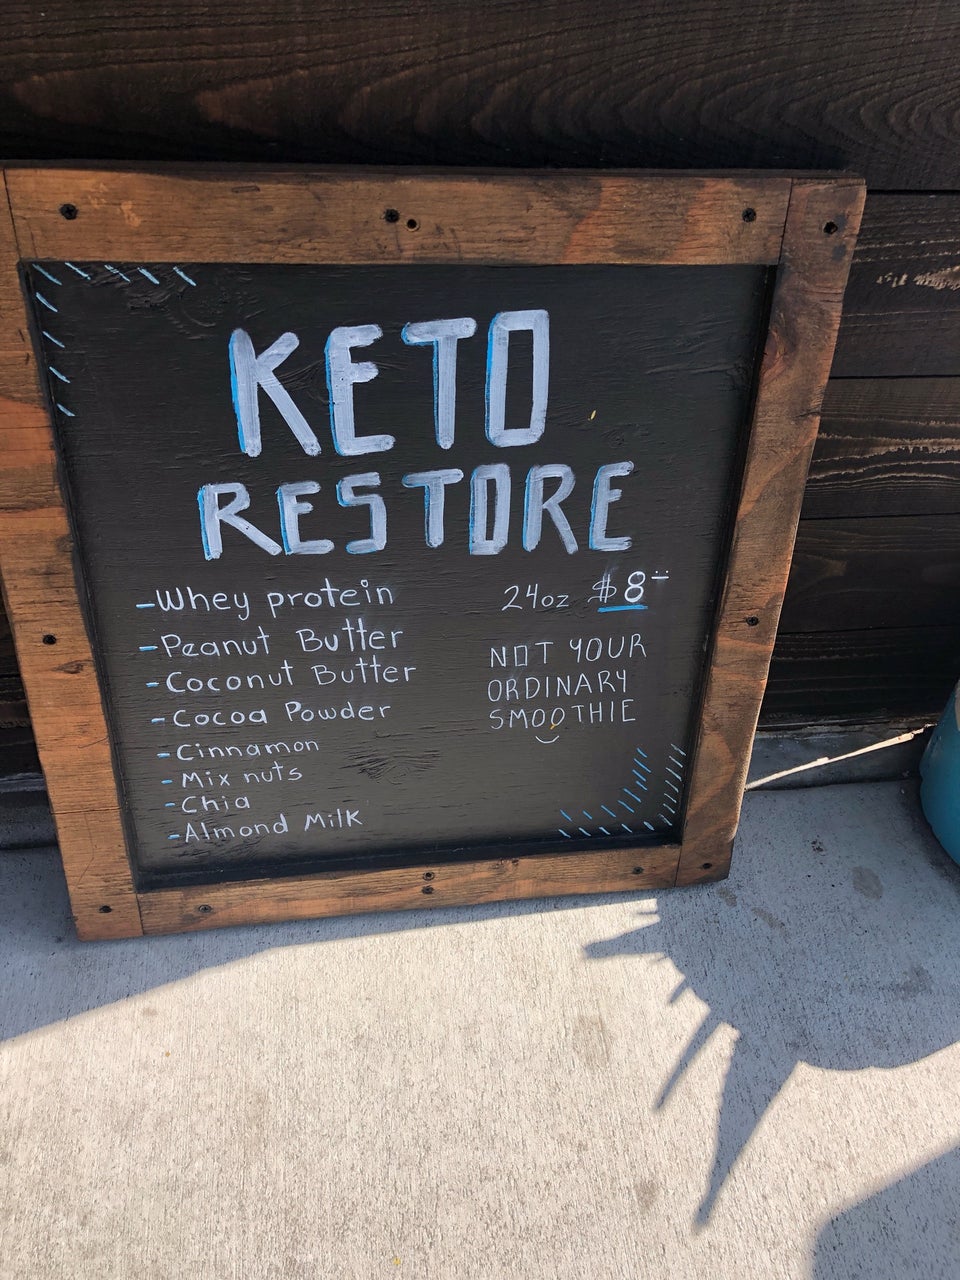 KETO
RESTORE
-Whey protein
-Peanut Butter
-Coconut Butter
-Cocoa Powder
-Cinnamon
-Mix nuts
-Chia
-Almond Milk
24oz $8
NOT YOUR
ORDINARY
SMOOTHIE